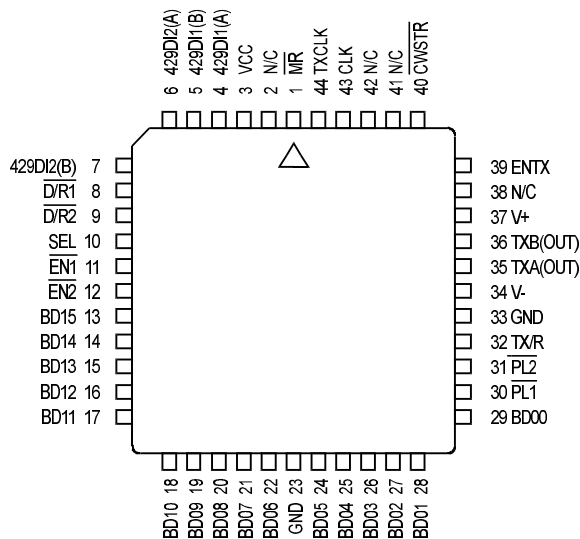 6 429DI2(A)
5 429DI1(B)
4 429DI1(A)
3 VCC
2 N/C
1 MR
44 TXCLK
43 CLK
42 N/C
41 N/C
40 CWSTR
429DI2(B) 7
D/R1 8
D/R2 9
SEL 10
EN1 11
EN2 12
BD15 13
BD14 14
BD13 15
BD12 16
BD11 17
39 ENTX
38 N/C
37 V+
36 TXB(OUT)
35 TXA(OUT)
34 V-
33 GND
32 TX/R
31 PL2
30 PL1
29 BD00
BD10 18
BD09 19
BD08 20
BD07 21
BD06 22
GND 23
BD05 24
BD04 25
BD03 26
BD02 27
BD01 28